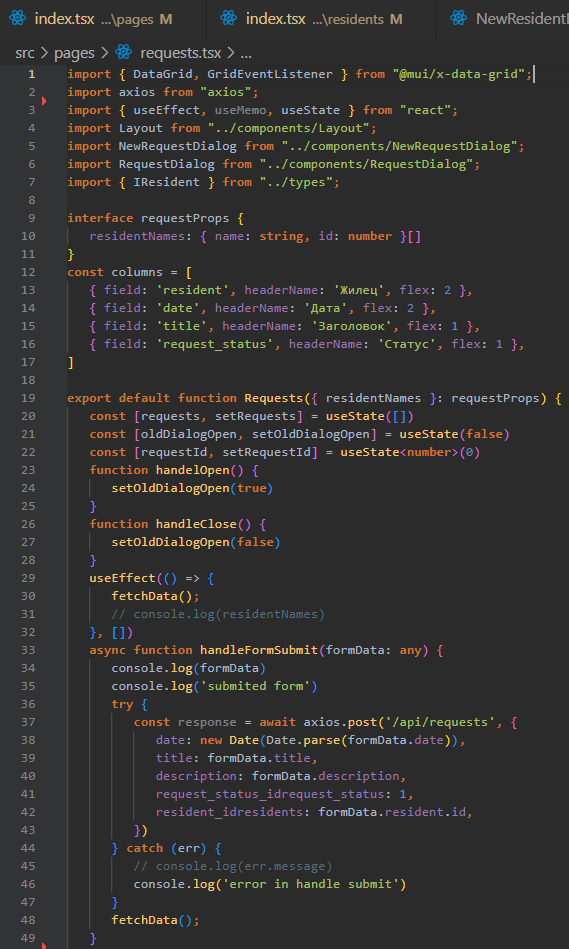 index.tsx ...\pages M index.tsx ...\residents M NewResident
src > pages > requests.tsx > ...
1 import { DataGrid, GridEventListener } from "@mui/x-data-grid";
2 import axios from "axios";
3 import { useEffect, useMemo, useState } from "react";
4 import Layout from "../components/Layout";
5 import NewRequestDialog from "../components/NewRequestDialog";
6 import RequestDialog from "../components/RequestDialog";
7 import { IResident } from "../types";
8
9 interface requestProps {
10 residentNames: { name: string, id: number }[]
11 }
12 const columns = [
13 { field: 'resident', headerName: 'Жилец', flex: 2 },
14 { field: 'date', headerName: 'Дата', flex: 2 },
15 { field: 'title', headerName: 'Заголовок', flex: 1 },
16 { field: 'request_status', headerName: 'Статус', flex: 1 },
17 ]
18
19 export default function Requests({ residentNames }: requestProps) {
20 const [requests, setRequests] = useState([])
21 const [oldDialogOpen, setOldDialogOpen] = useState(false)
22 const [requestId, setRequestId] = useState<number>(0)
23 function handelOpen() {
24 setOldDialogOpen(true)
25 }
26 function handleClose() {
27 setOldDialogOpen(false)
28 }
29 useEffect(() => {
30 fetchData();
31 // console.log(residentNames)
32 }, [])
33 async function handleFormSubmit(formData: any) {
34 console.log(formData)
35 console.log('submited form')
36 try {
37 const response = await axios.post('/api/requests', {
38 date: new Date(Date.parse(formData.date)),
39 title: formData.title,
40 description: formData.description,
41 request_status_idrequest_status: 1,
42 resident_idresidents: formData.resident.id,
43 })
44 } catch (err) {
45 // console.log(err.message)
46 console.log('error in handle submit')
47 }
48 fetchData();
49 }